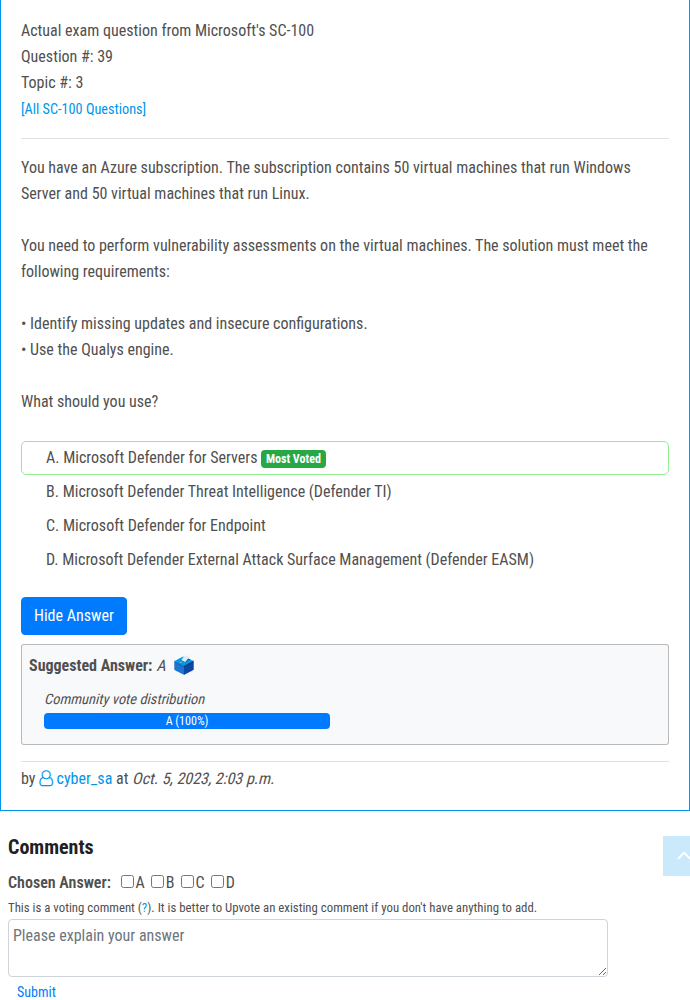 Actual exam question from Microsoft's SC-100
Question #: 39
Topic #: 3
[All SC-100 Questions]
You have an Azure subscription. The subscription contains 50 virtual machines that run Windows
Server and 50 virtual machines that run Linux.
You need to perform vulnerability assessments on the virtual machines. The solution must meet the
following requirements:
• Identify missing updates and insecure configurations.
• Use the Qualys engine.
What should you use?
A. Microsoft Defender for Servers Most Voted
B. Microsoft Defender Threat Intelligence (Defender TI)
C. Microsoft Defender for Endpoint
D. Microsoft Defender External Attack Surface Management (Defender EASM)
Hide Answer
Suggested Answer: A
Community vote distribution
A (100%)
by cyber_sa at Oct. 5, 2023, 2:03 p.m.
Comments
Chosen Answer: A B C D
This is a voting comment (?). It is better to Upvote an existing comment if you don't have anything to add.
Please explain your answer
Submit